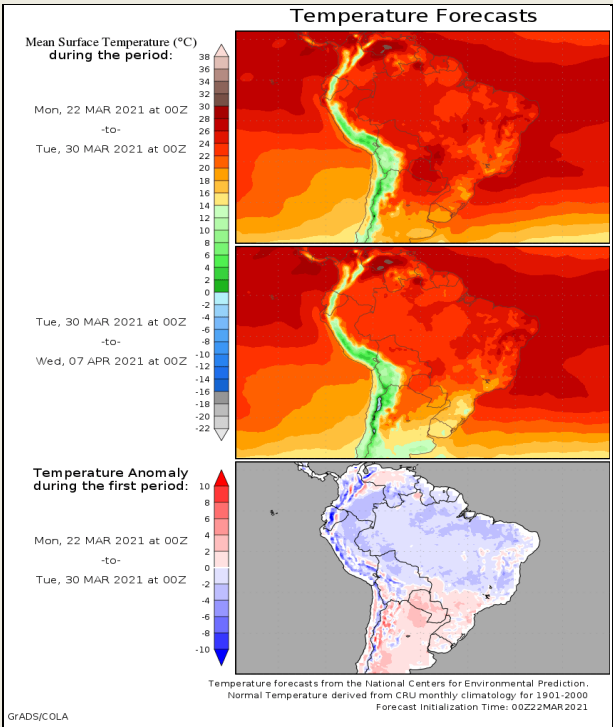 Temperature Forecasts
Mean Surface Temperature (°C)
during the period:
38
36
34
32
30
28
26
24
22
20
18
16
14
12
10
8
6
4
2
0
-2
-4
-6
-8
-10
-12
-14
-16
-18
-20
-22
Mon, 22 MAR 2021 at 00Z
-to-
Tue, 30 MAR 2021 at 00Z
Tue, 30 MAR 2021 at 00Z
-to-
Wed, 07 APR 2021 at 00Z
Temperature Anomaly
during the first period:
10
8
6
4
2
0
-2
-4
-6
-8
-10
Mon, 22 MAR 2021 at 00Z
-to-
Tue, 30 MAR 2021 at 00Z
Temperature forecasts from the National Centers for Environmental Prediction.
Normal Temperature derived from CRU monthly climatology for 1901-2000
Forecast Initialization Time: 00Z22MAR2021
GrADS/COLA